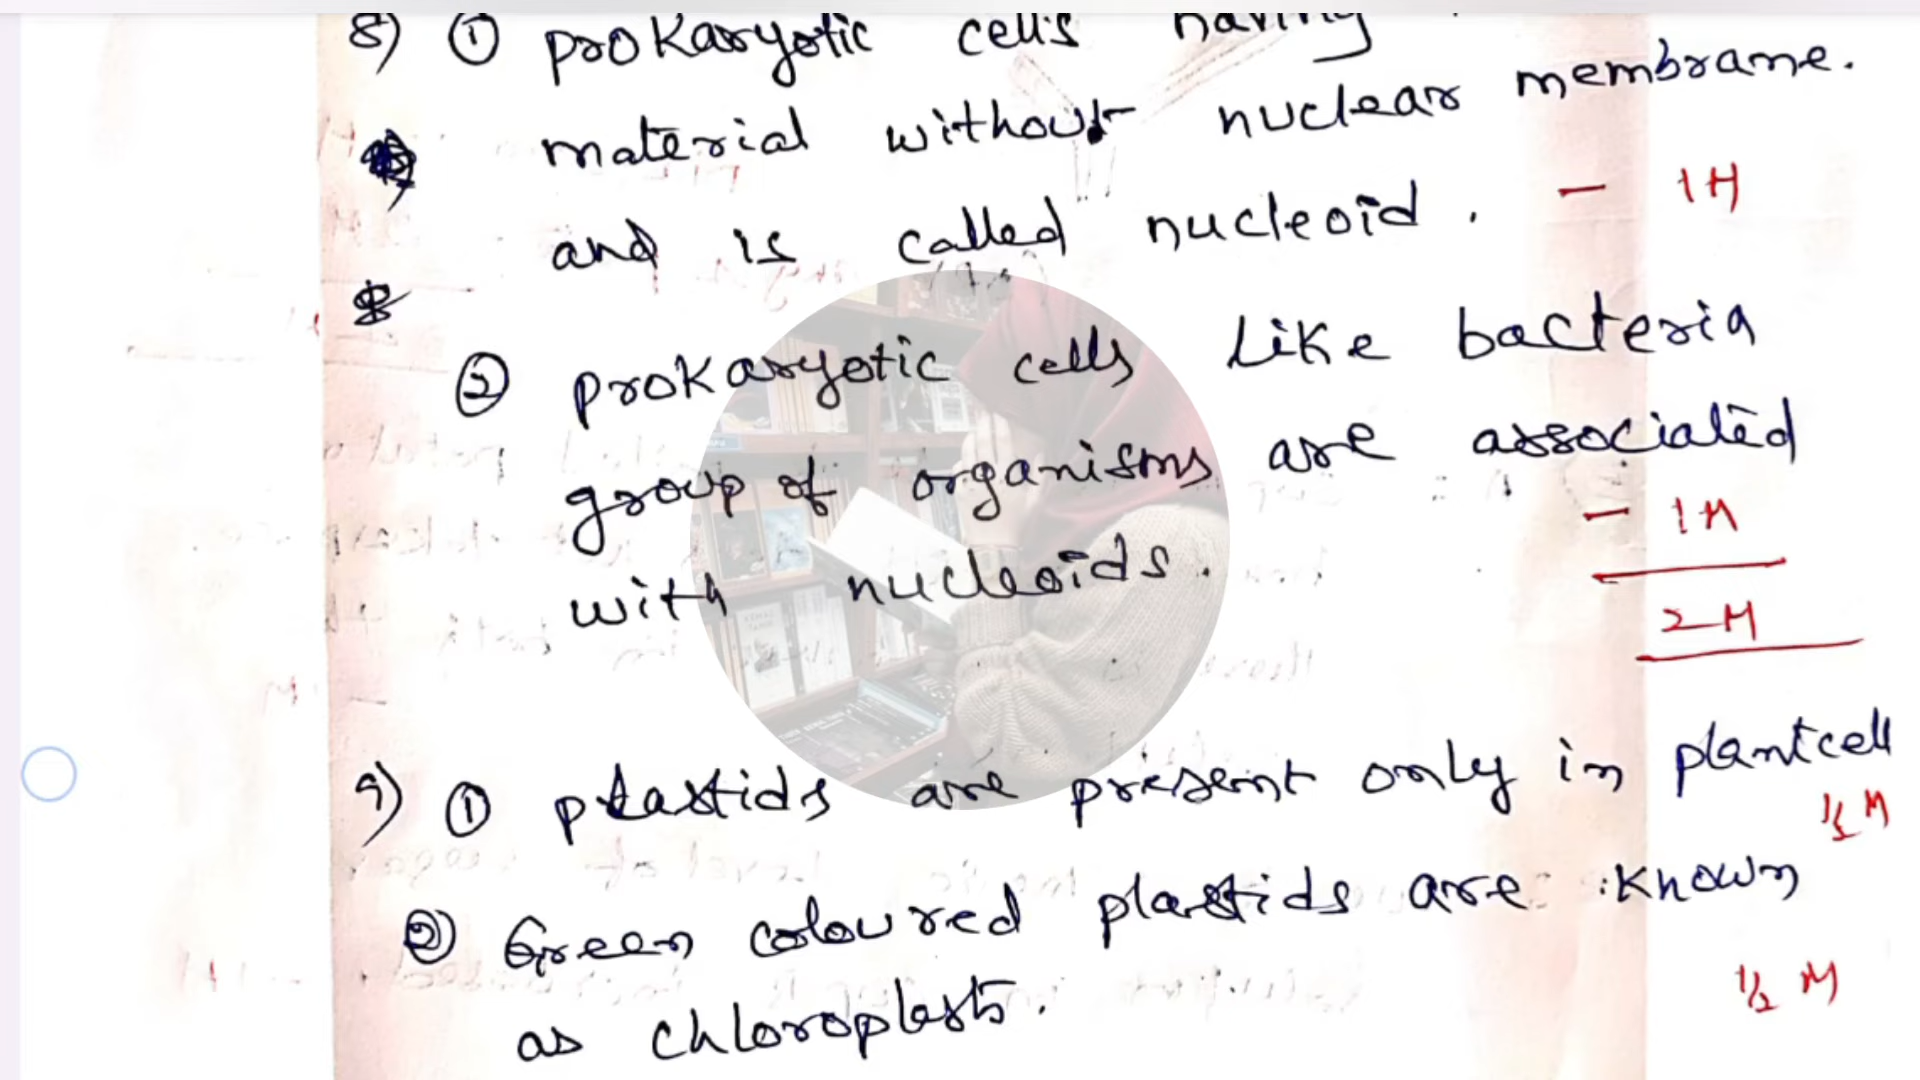 8) ① prokaryotic cells having
material without nuclear membrane.
and is called nucleoid. - 1M
② prokaryotic cells like bacteria
group of organisms are associated
with nucleoids. - 1M
2M
9) ① plastids are present only in plantcell
½ M
② Green coloured plastids are known
as chloroplasts. ½ M